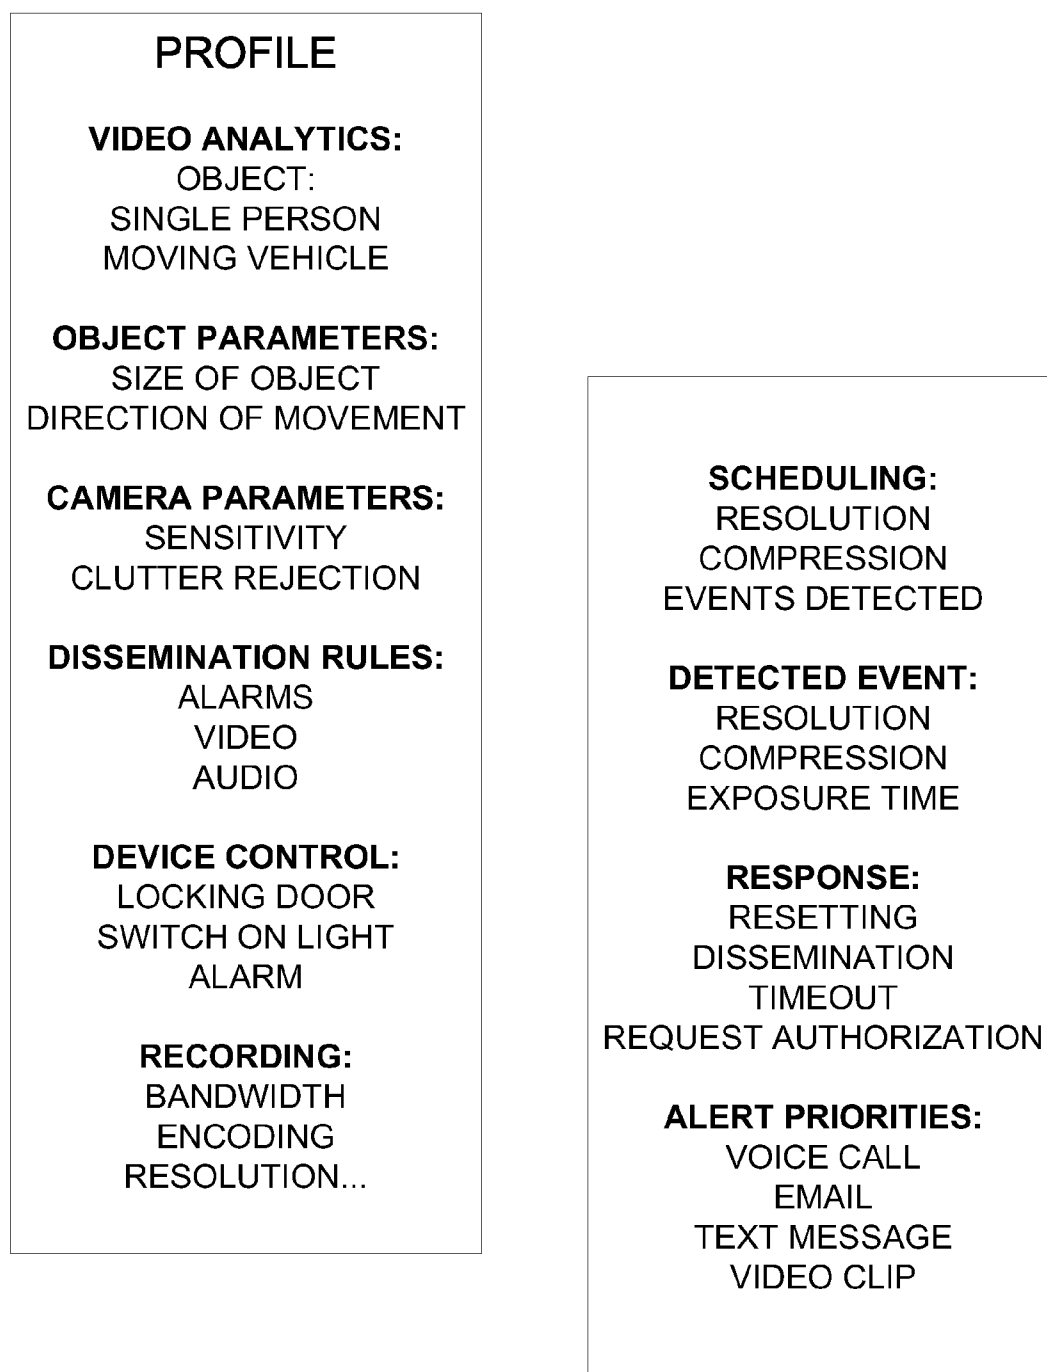 PROFILE
VIDEO ANALYTICS:
OBJECT:
SINGLE PERSON
MOVING VEHICLE
OBJECT PARAMETERS:
SIZE OF OBJECT
DIRECTION OF MOVEMENT
CAMERA PARAMETERS:
SENSITIVITY
CLUTTER REJECTION
DISSEMINATION RULES:
ALARMS
VIDEO
AUDIO
DEVICE CONTROL:
LOCKING DOOR
SWITCH ON LIGHT
ALARM
RECORDING:
BANDWIDTH
ENCODING
RESOLUTION...
SCHEDULING:
RESOLUTION
COMPRESSION
EVENTS DETECTED
DETECTED EVENT:
RESOLUTION
COMPRESSION
EXPOSURE TIME
RESPONSE:
RESETTING
DISSEMINATION
TIMEOUT
REQUEST AUTHORIZATION
ALERT PRIORITIES:
VOICE CALL
EMAIL
TEXT MESSAGE
VIDEO CLIP